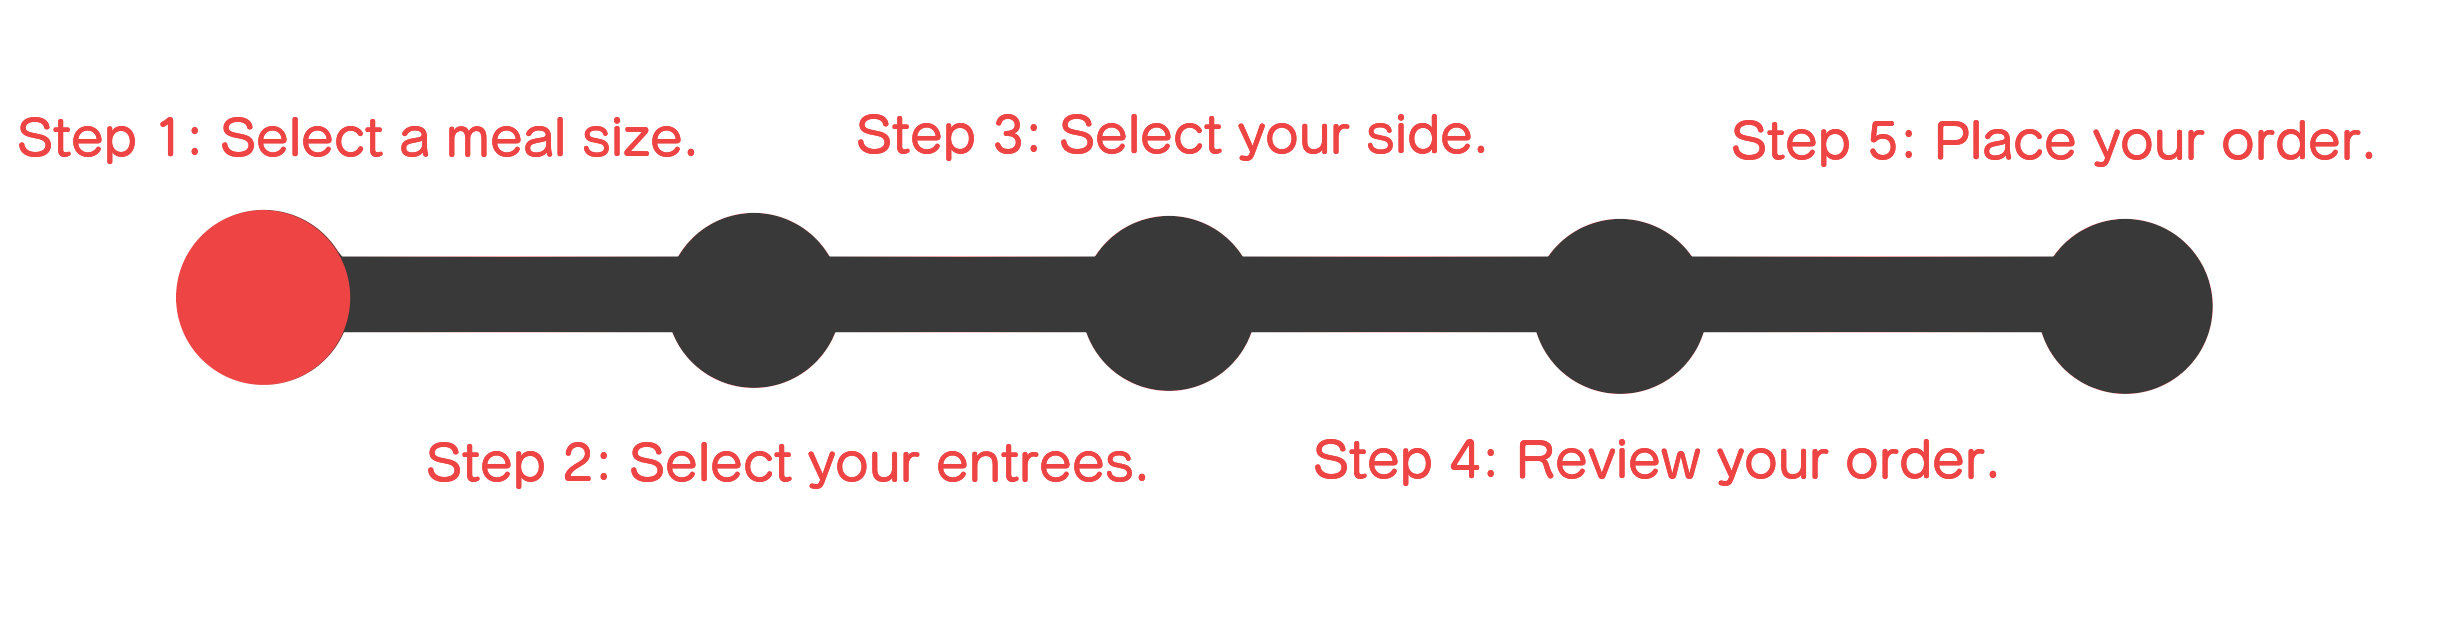 Step 1: Select a meal size.
Step 2: Select your entrees.
Step 3: Select your side.
Step 4: Review your order.
Step 5: Place your order.